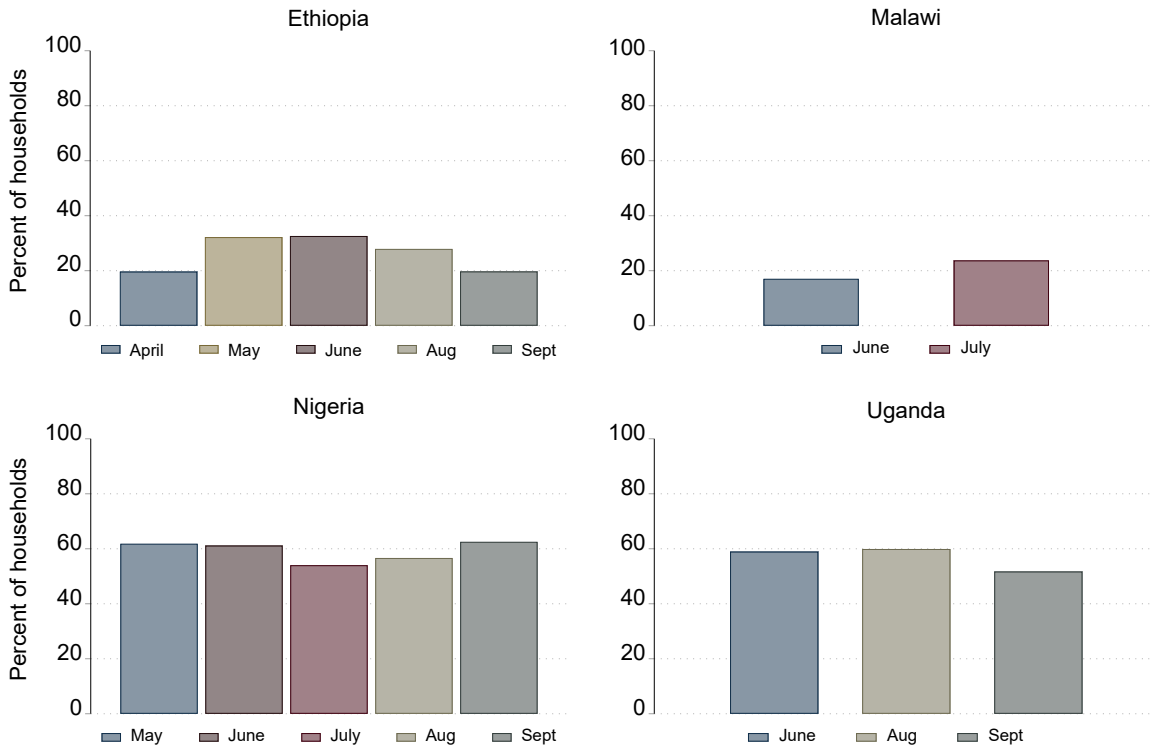 Ethiopia
Percent of households
100
80
60
40
20
0
April May June Aug Sept
Malawi
100
80
60
40
20
0
June July
Nigeria
Percent of households
100
80
60
40
20
0
May June July Aug Sept
Uganda
100
80
60
40
20
0
June Aug Sept